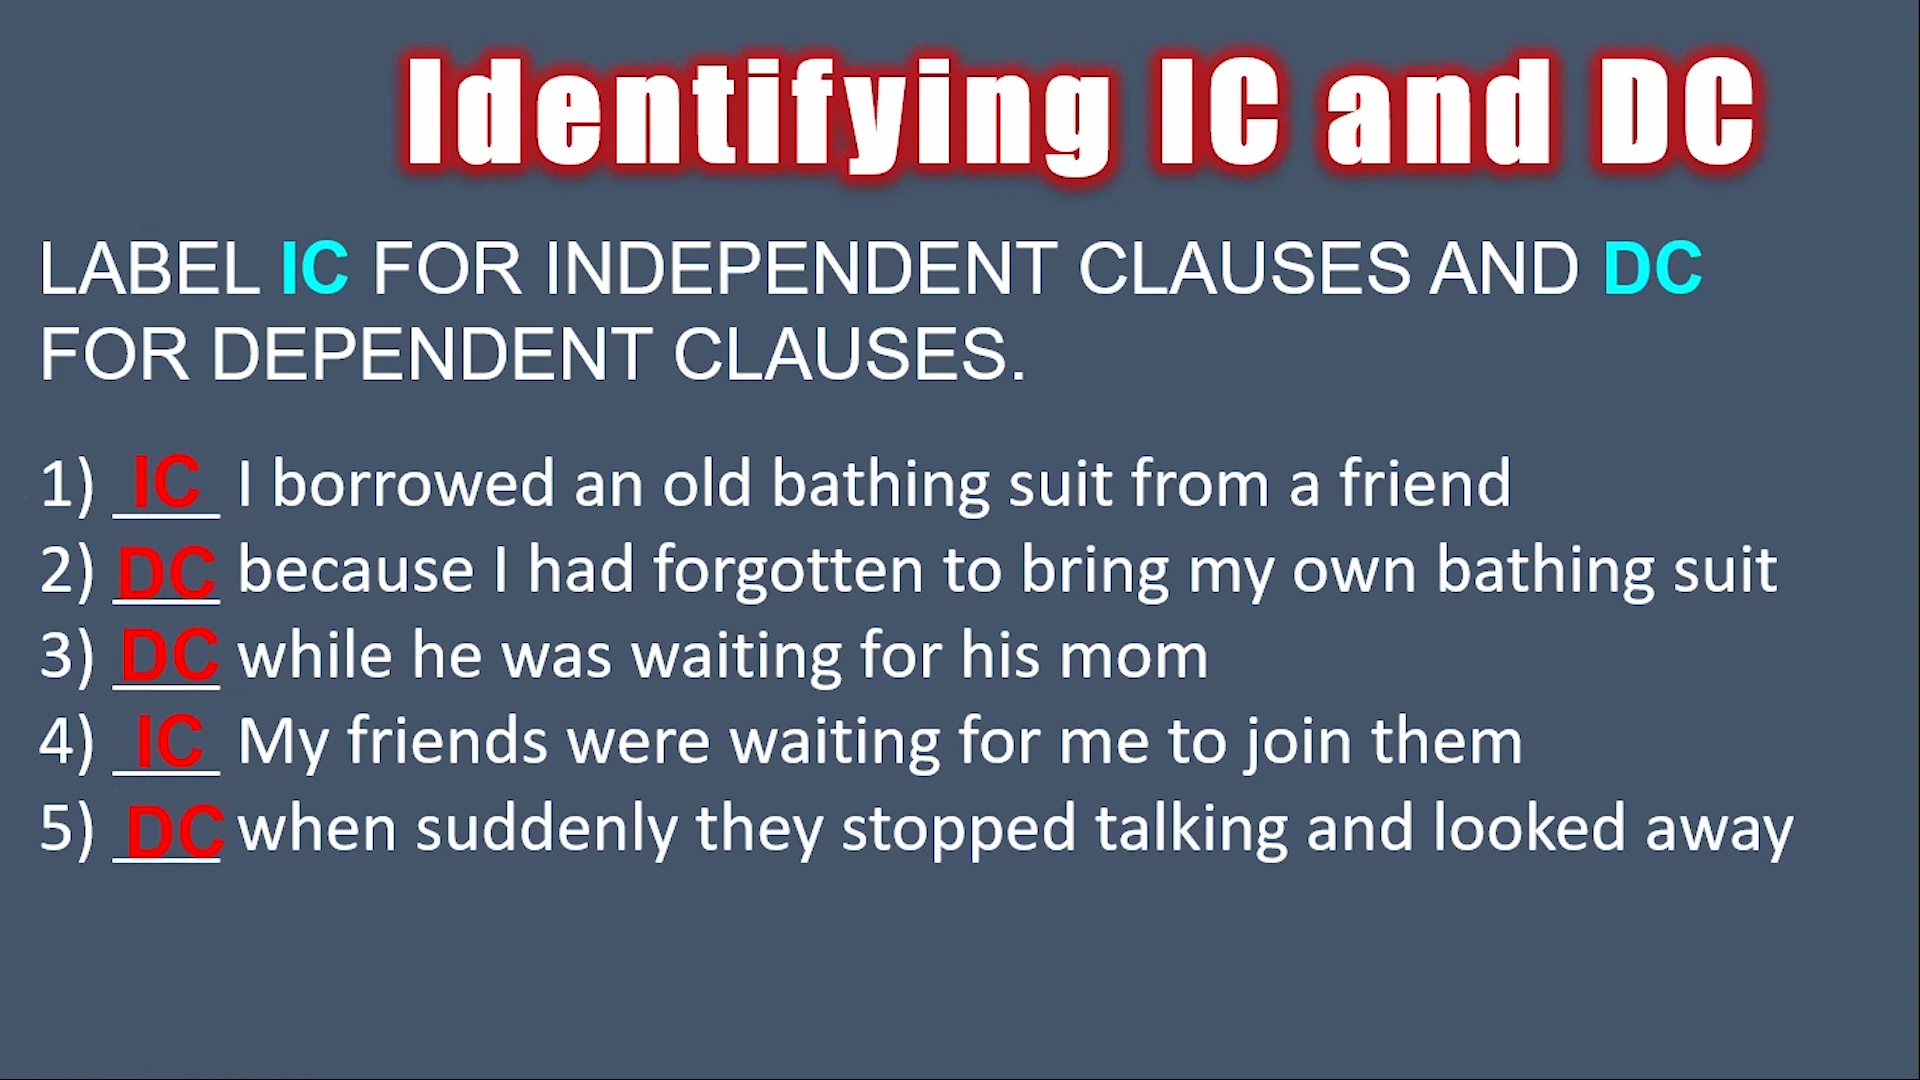 Identifying IC and DC
LABEL IC FOR INDEPENDENT CLAUSES AND DC
FOR DEPENDENT CLAUSES.
1) IC I borrowed an old bathing suit from a friend
2) DC because I had forgotten to bring my own bathing suit
3) DC while he was waiting for his mom
4) IC My friends were waiting for me to join them
5) DC when suddenly they stopped talking and looked away